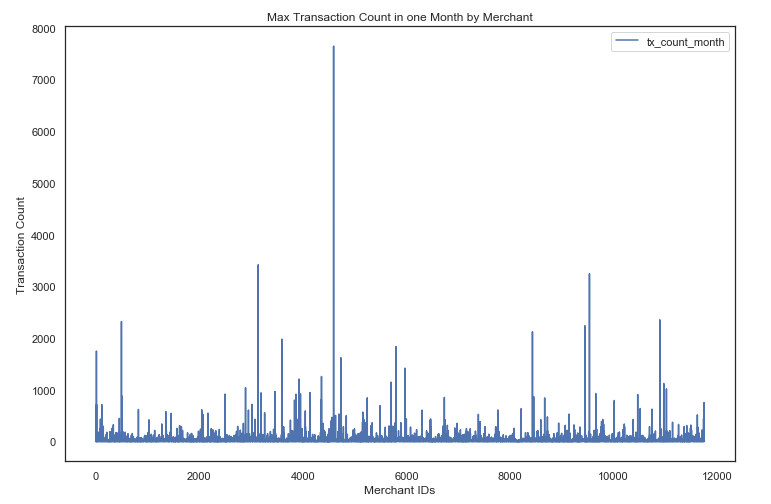 Max Transaction Count in one Month by Merchant
tx_count_month
8000
7000
6000
5000
4000
3000
2000
1000
0
Transaction Count
0 2000 4000 6000 8000 10000 12000
Merchant IDs